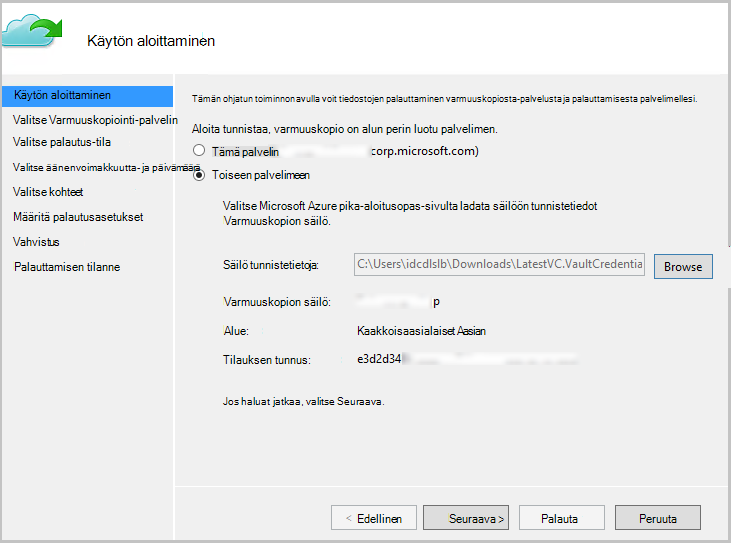 Käytön aloittaminen
Käytön aloittaminen
Valitse Varmuuskopiointi-palvelin
Valitse palautus-tila
Valitse äänenvoimakkuutta- ja päivämäärä
Valitse kohteet
Määritä palautusasetukset
Vahvistus
Palauttamisen tilanne
Tämän ohjatun toiminnon avulla voit tiedostojen palauttaminen varmuuskopiosta-palvelusta ja palauttamisesta palvelimellesi.
Aloita tunnistaa, varmuuskopio on alun perin luotu palvelimen.
Tämä palvelin corp.microsoft.com)
Toiseen palvelimeen
Valitse Microsoft Azure pika-aloitusopas-sivulta ladata säilöön tunnistetiedot
Varmuuskopion säilö.
Säilö tunnistetietoja: C:\Users\idcdlslb\Downloads\LatestVC.VaultCredentia Browse
Varmuuskopion säilö: p
Alue: Kaakkoisaasialaiset Aasian
Tilauksen tunnus: e3d2d34
Jos haluat jatkaa, valitse Seuraava.
< Edellinen Seuraava > Palauta Peruuta